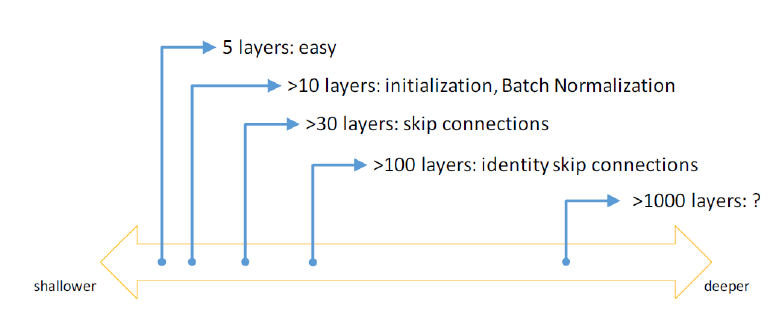 5 layers: easy
>10 layers: initialization, Batch Normalization
>30 layers: skip connections
>100 layers: identity skip connections
>1000 layers: ?
shallower
deeper